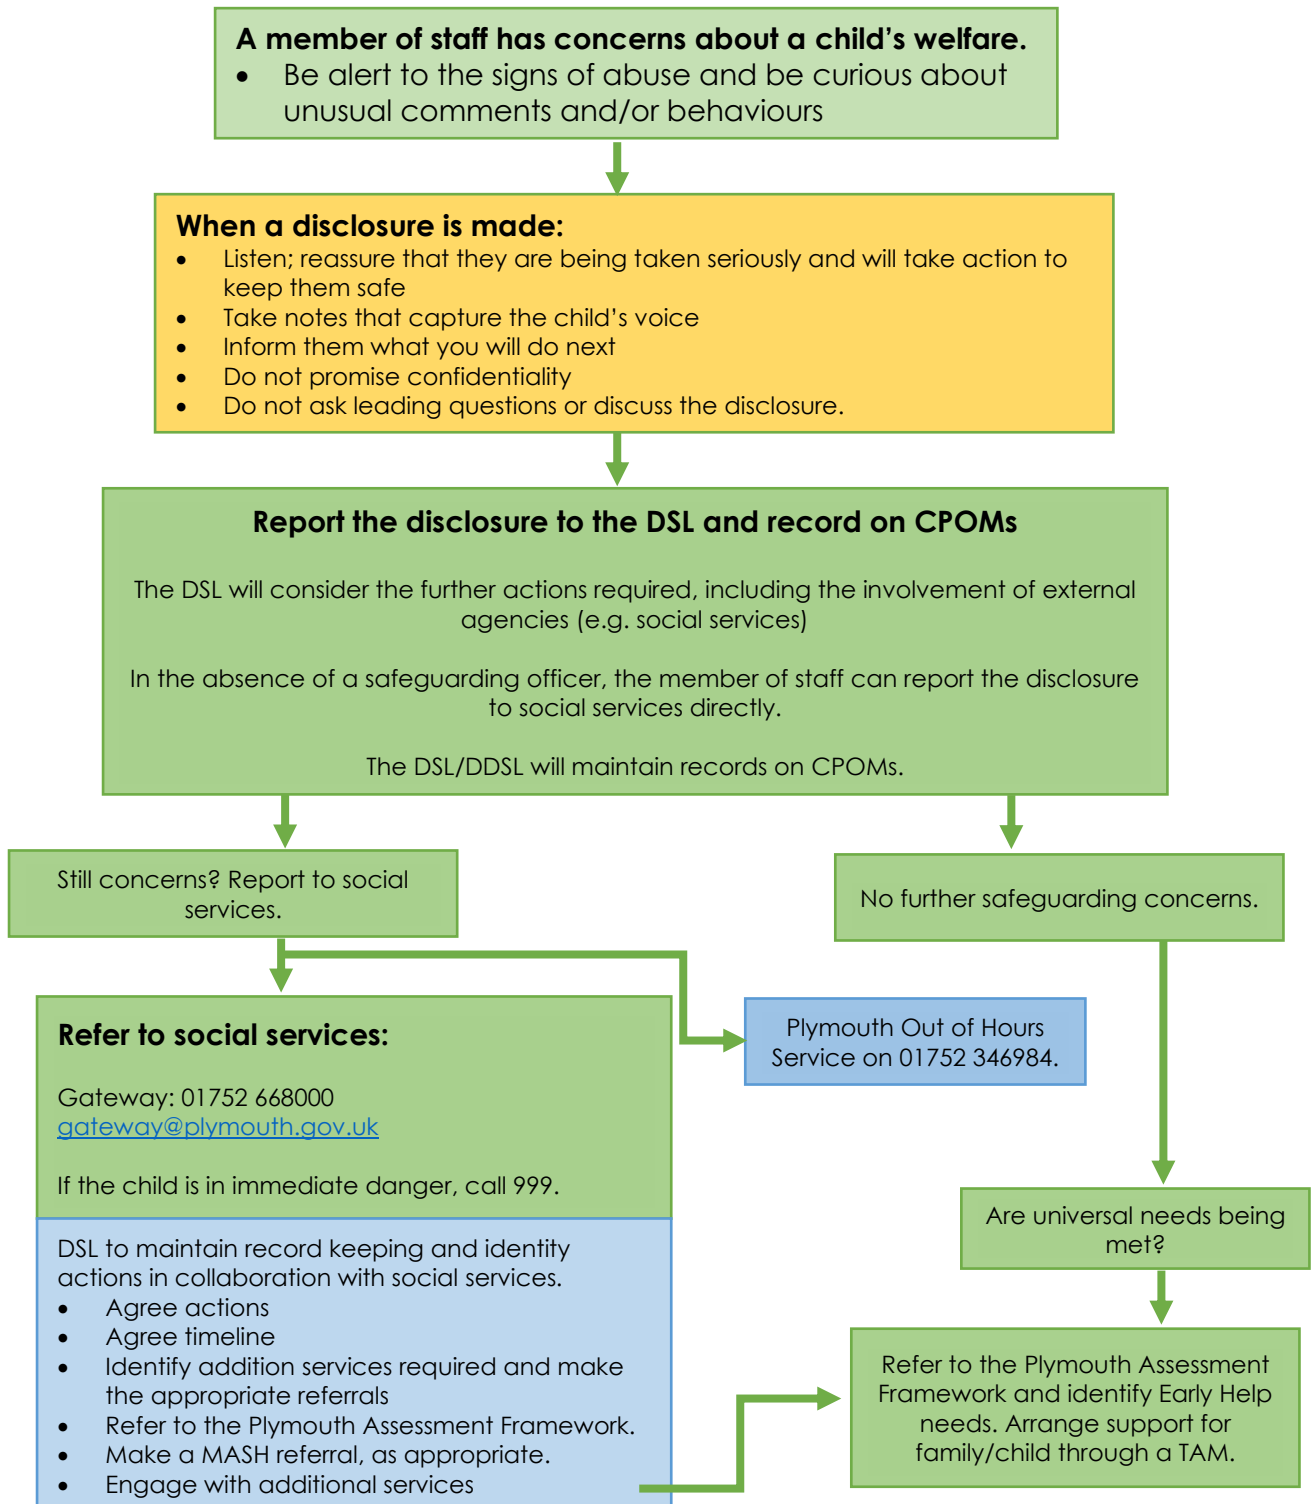 A member of staff has concerns about a child’s welfare.
• Be alert to the signs of abuse and be curious about
unusual comments and/or behaviours
When a disclosure is made:
• Listen; reassure that they are being taken seriously and will take action to
keep them safe
• Take notes that capture the child’s voice
• Inform them what you will do next
• Do not promise confidentiality
• Do not ask leading questions or discuss the disclosure.
Report the disclosure to the DSL and record on CPOMs
The DSL will consider the further actions required, including the involvement of external
agencies (e.g. social services)
In the absence of a safeguarding officer, the member of staff can report the disclosure
to social services directly.
The DSL/DDSL will maintain records on CPOMs.
Still concerns? Report to social
services.
No further safeguarding concerns.
Refer to social services:
Gateway: 01752 668000
gateway@plymouth.gov.uk
If the child is in immediate danger, call 999.
Plymouth Out of Hours
Service on 01752 346984.
DSL to maintain record keeping and identity
actions in collaboration with social services.
• Agree actions
• Agree timeline
• Identify addition services required and make
the appropriate referrals
• Refer to the Plymouth Assessment Framework.
• Make a MASH referral, as appropriate.
• Engage with additional services
Are universal needs being
met?
Refer to the Plymouth Assessment
Framework and identify Early Help
needs. Arrange support for
family/child through a TAM.